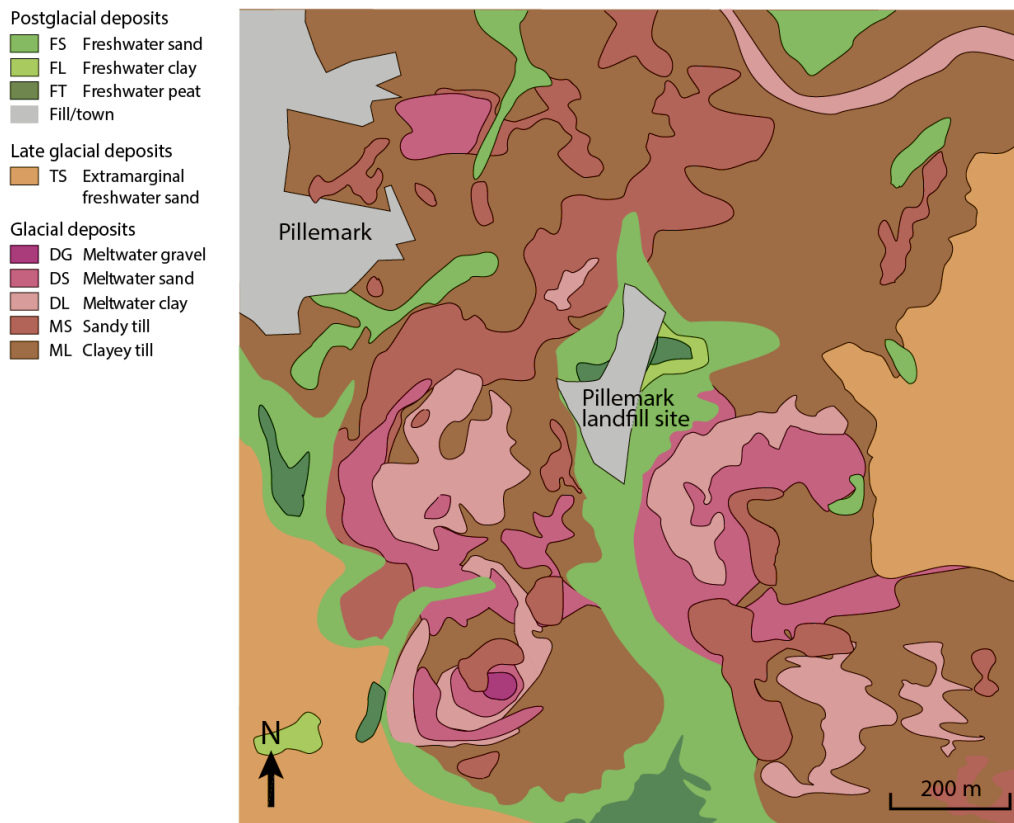 Postglacial deposits
FS Freshwater sand
FL Freshwater clay
FT Freshwater peat
Fill/town
Late glacial deposits
TS Extramarginal
freshwater sand
Glacial deposits
DG Meltwater gravel
DS Meltwater sand
DL Meltwater clay
MS Sandy till
ML Clayey till
Pillemark
Pillemark
landfill site
N
200 m